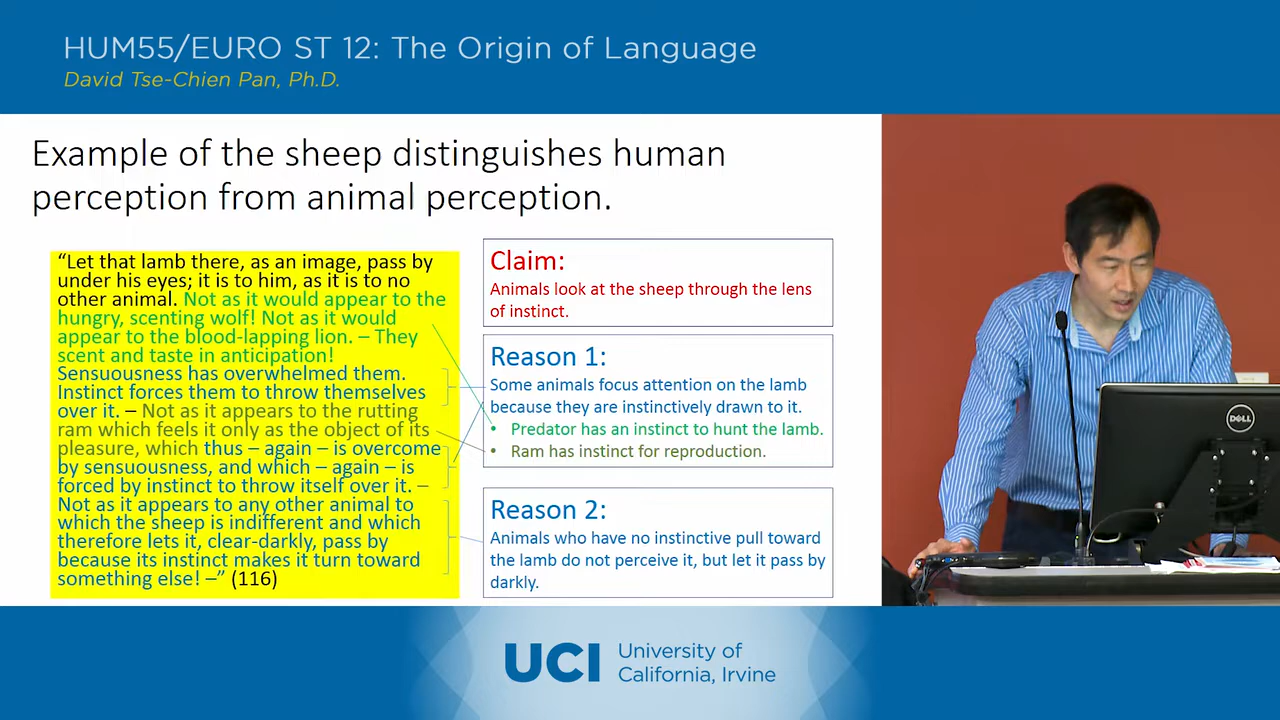 HUM55/EURO ST 12: The Origin of Language
David Tse-Chien Pan, Ph.D.
Example of the sheep distinguishes human
perception from animal perception.
“Let that lamb there, as an image, pass by
under his eyes; it is to him, as it is to no
other animal. Not as it would appear to the
hungry, scenting wolf! Not as it would
appear to the blood-lapping lion. – They
scent and taste in anticipation!
Sensuousness has overwhelmed them.
Instinct forces them to throw themselves
over it. – Not as it appears to the rutting
ram which feels it only as the object of its
pleasure, which thus – again – is overcome
by sensuousness, and which – again – is
forced by instinct to throw itself over it. –
Not as it appears to any other animal to
which the sheep is indifferent and which
therefore lets it, clear-darkly, pass by
because its instinct makes it turn toward
something else! –” (116)
Claim:
Animals look at the sheep through the lens
of instinct.
Reason 1:
Some animals focus attention on the lamb
because they are instinctively drawn to it.
• Predator has an instinct to hunt the lamb.
• Ram has instinct for reproduction.
Reason 2:
Animals who have no instinctive pull toward
the lamb do not perceive it, but let it pass by
darkly.
DELL
UCI
University of
California, Irvine